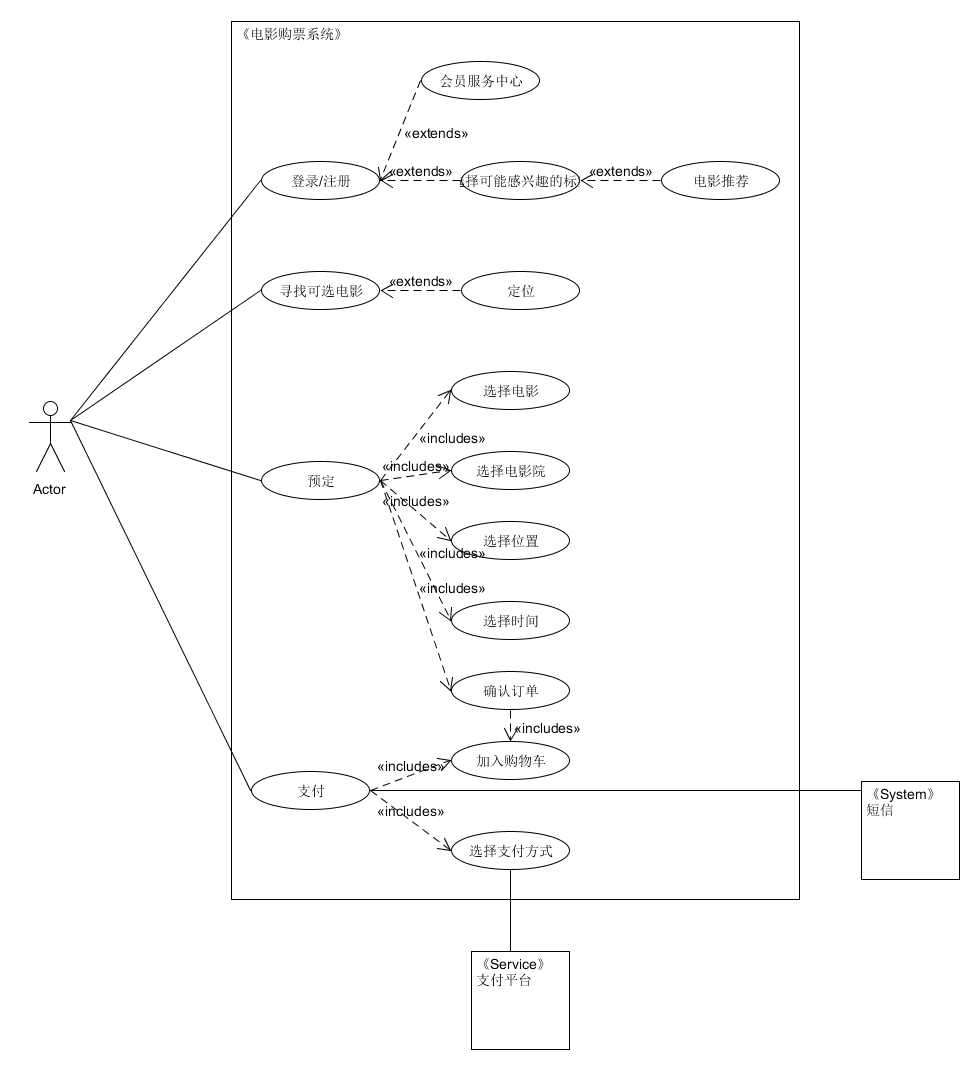 《电影购票系统》
会员服务中心
«extends»
登录/注册
«extends»
择可能感兴趣的标
«extends»
电影推荐
寻找可选电影
«extends»
定位
选择电影
«includes»
Actor
预定
«includes»
选择电影院
«includes»
选择位置
«includes»
«includes»
选择时间
确认订单
«includes»
«includes»
加入购物车
支付
«includes»
选择支付方式
《System》
短信
《Service》
支付平台